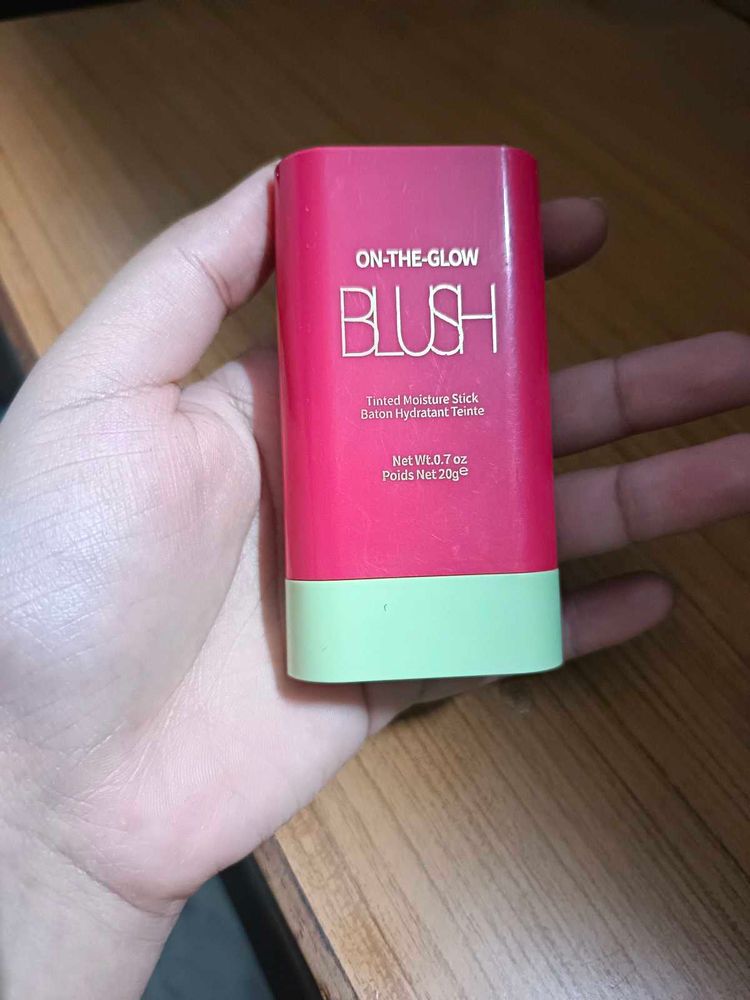 ON-THE-GLOW
BLUSH
Tinted Moisture Stick
Baton Hydratant Teinte
Net Wt.0.7 oz
Poids Net 20g℮